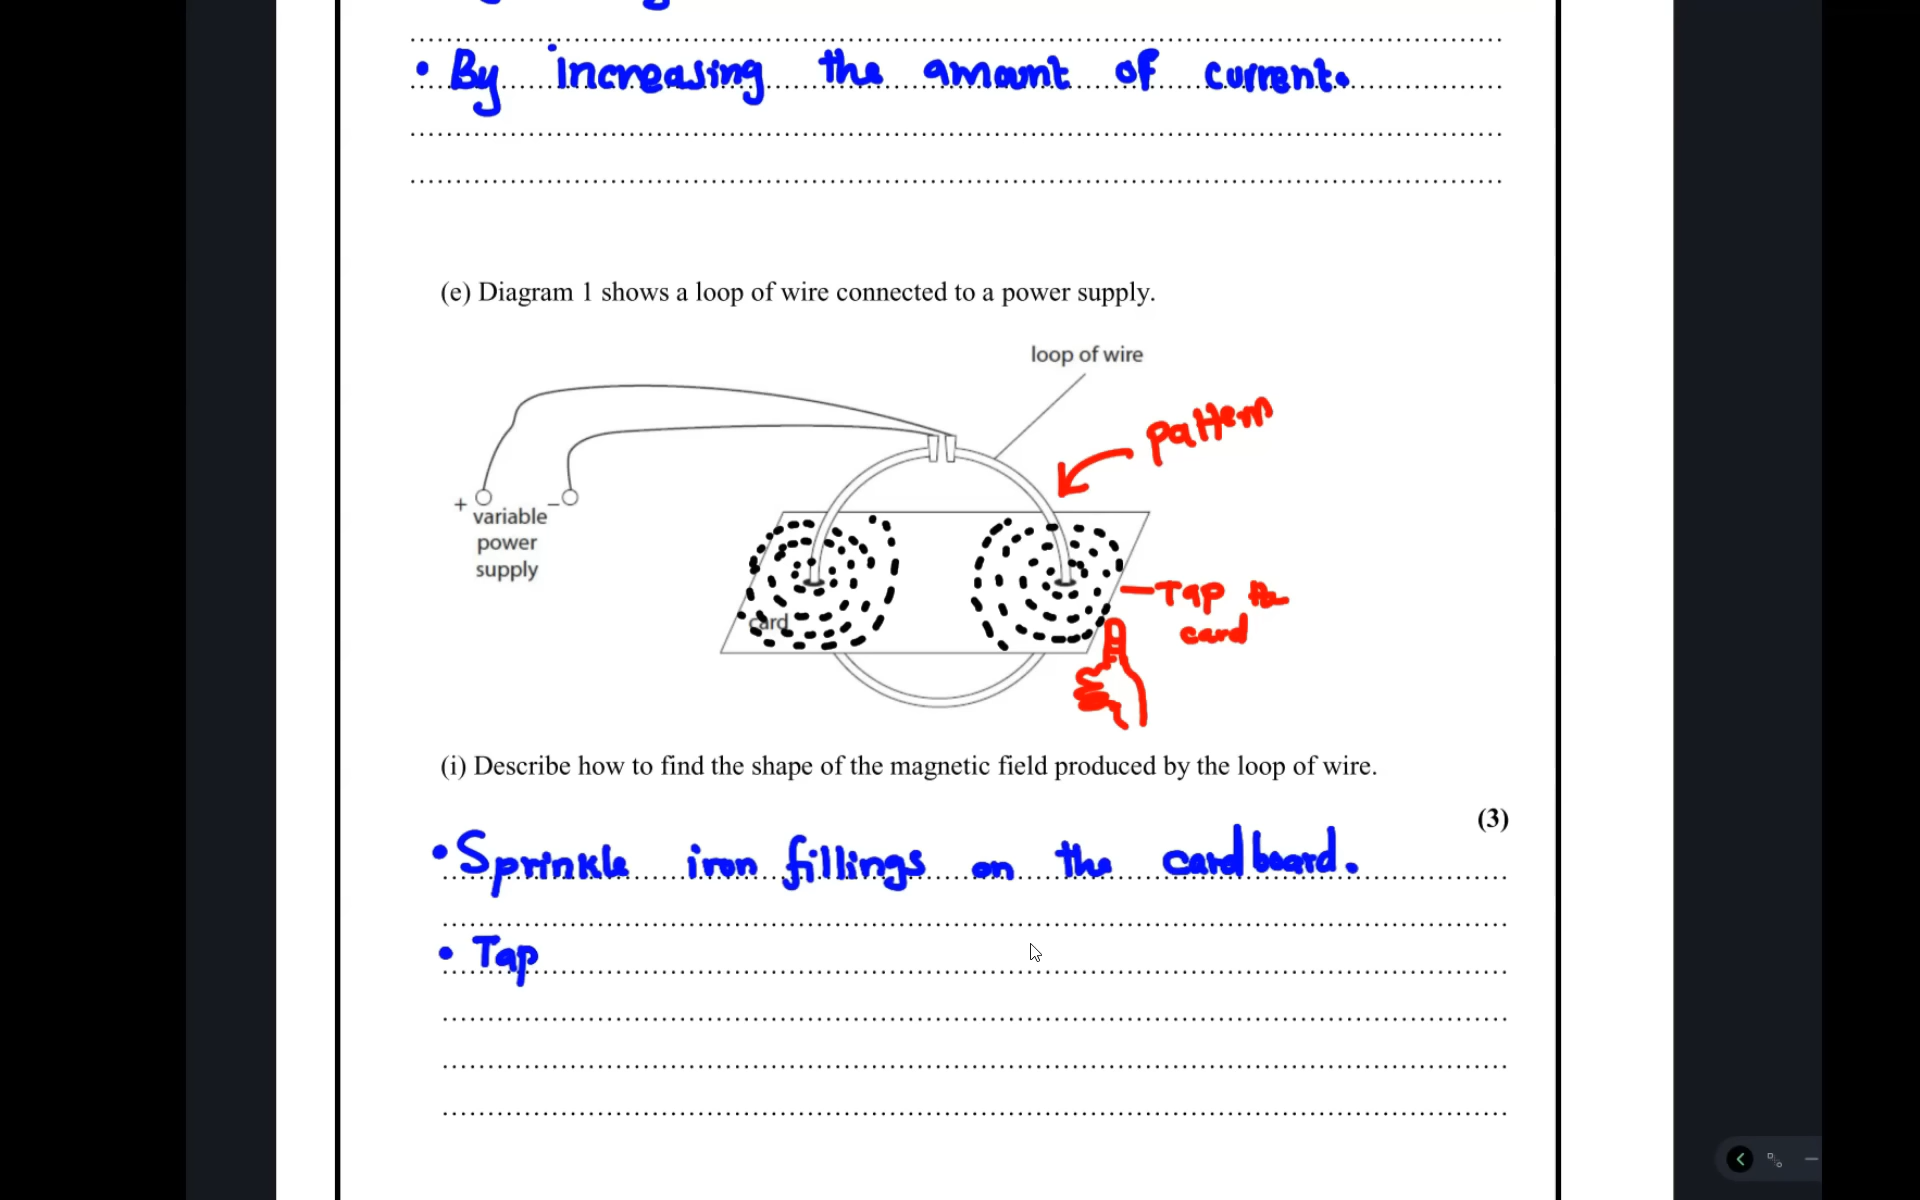 • By increasing the amount of current.
(e) Diagram 1 shows a loop of wire connected to a power supply.
loop of wire
pattern
+ variable −
power
supply
card
Tap the
card
(i) Describe how to find the shape of the magnetic field produced by the loop of wire.
(3)
• Sprinkle iron fillings on the cardboard.
• Tap